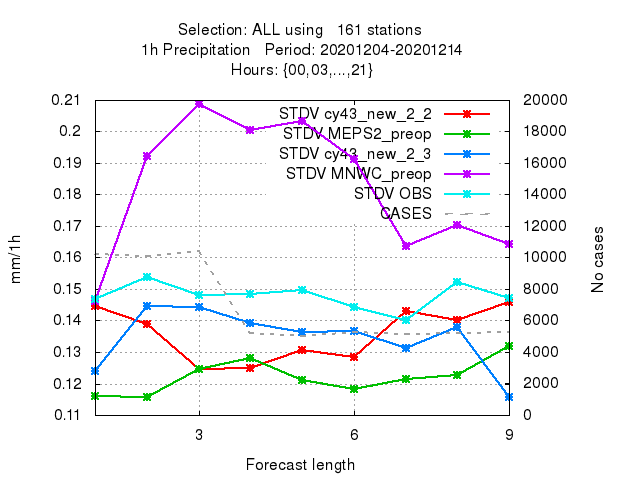 Selection: ALL using   161 stations
1h Precipitation   Period: 20201204-20201214
Hours: {00,03,...,21}
0.21
0.2
0.19
0.18
0.17
0.16
0.15
0.14
0.13
0.12
0.11
mm/1h
STDV cy43_new_2_2
STDV MEPS2_preop
STDV cy43_new_2_3
STDV MNWC_preop
STDV OBS
CASES
20000
18000
16000
14000
12000
10000
8000
6000
4000
2000
0
No cases
3 6 9
Forecast length